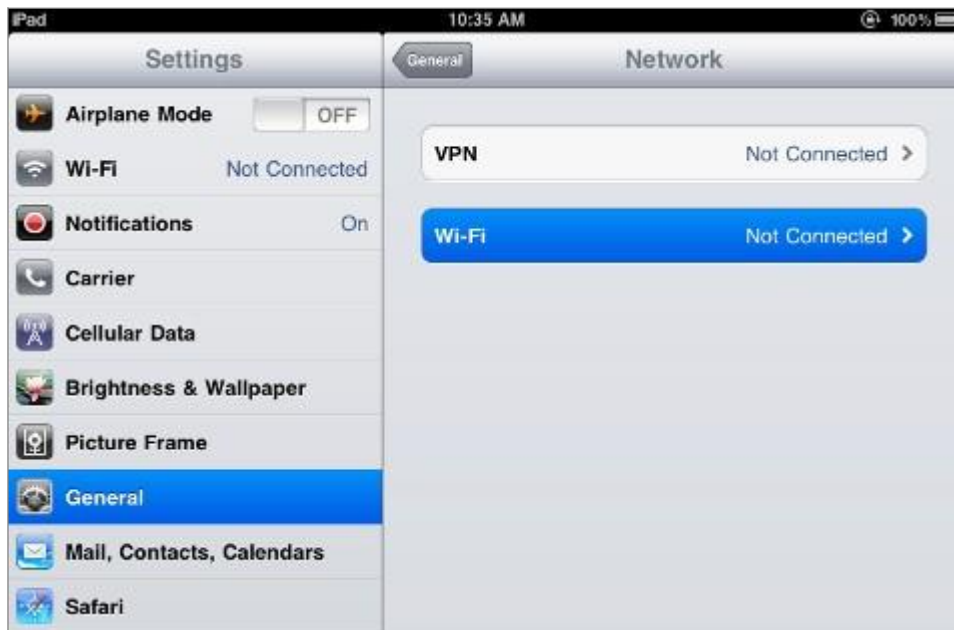 iPad
10:35 AM
100%
Settings
General
Network
Airplane Mode
OFF
Wi-Fi
Not Connected
Notifications
On
Carrier
Cellular Data
Brightness & Wallpaper
Picture Frame
General
Mail, Contacts, Calendars
Safari
VPN
Not Connected
Wi-Fi
Not Connected